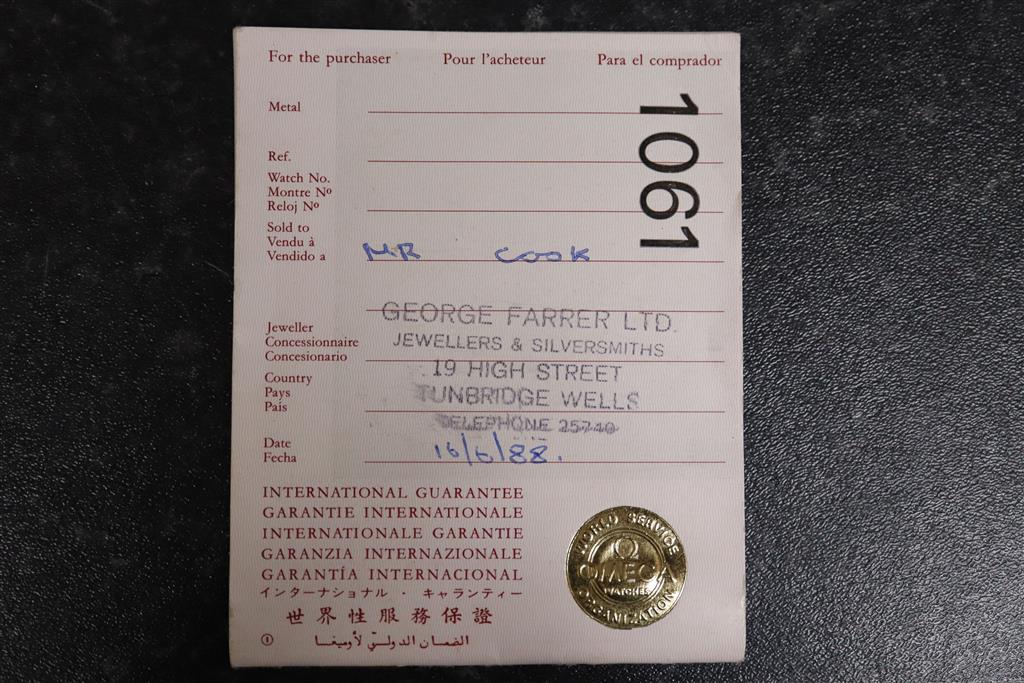 For the purchaser Pour l'acheteur Para el comprador
Metal
1061
Ref.
Watch No.
Montre Nº
Reloj Nº
Sold to
Vendu à
Vendido a
MR COOK
GEORGE FARRER LTD.
JEWELLERS & SILVERSMITHS
19 HIGH STREET
TUNBRIDGE WELLS
TELEPHONE 25740
Jeweller
Concessionnaire
Concesionario
Country
Pays
País
Date
Fecha
16/6/88.
INTERNATIONAL GUARANTEE
GARANTIE INTERNATIONALE
INTERNATIONALE GARANTIE
GARANZIA INTERNAZIONALE
GARANTÍA INTERNACIONAL
インターナショナル・キャランティー
世界性服務保證
الضمان الدولي لأوميغا
WORLD SERVICE
Ω
OMEGA
WATCHES
ORGANIZATION